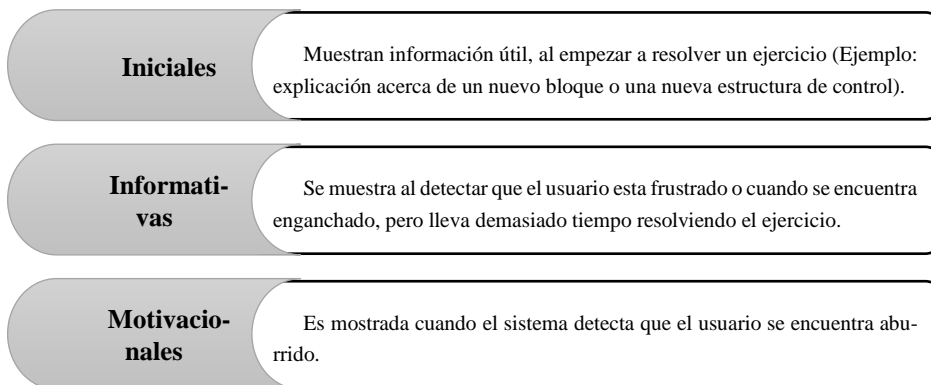 Iniciales
Muestran información útil, al empezar a resolver un ejercicio (Ejemplo:
explicación acerca de un nuevo bloque o una nueva estructura de control).
Informati-
vas
Se muestra al detectar que el usuario esta frustrado o cuando se encuentra
enganchado, pero lleva demasiado tiempo resolviendo el ejercicio.
Motivacio-
nales
Es mostrada cuando el sistema detecta que el usuario se encuentra abu-
rrido.